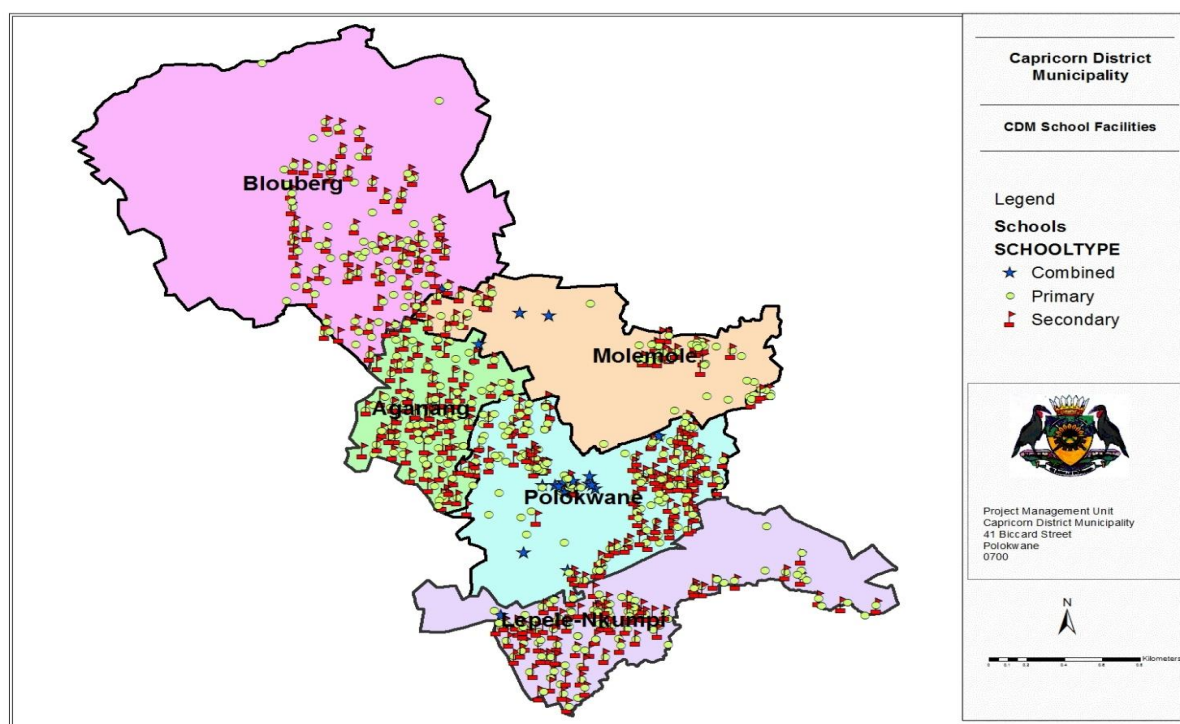 Capricorn District
Municipality
CDM School Facilities
Legend
Schools
SCHOOLTYPE
Combined
Primary
Secondary
Blouberg
Molemole
Aganang
Polokwane
Lepele-Nkumpi
Project Management Unit
Capricorn District Municipality
41 Biccard Street
Polokwane
0700
N
Kilometers